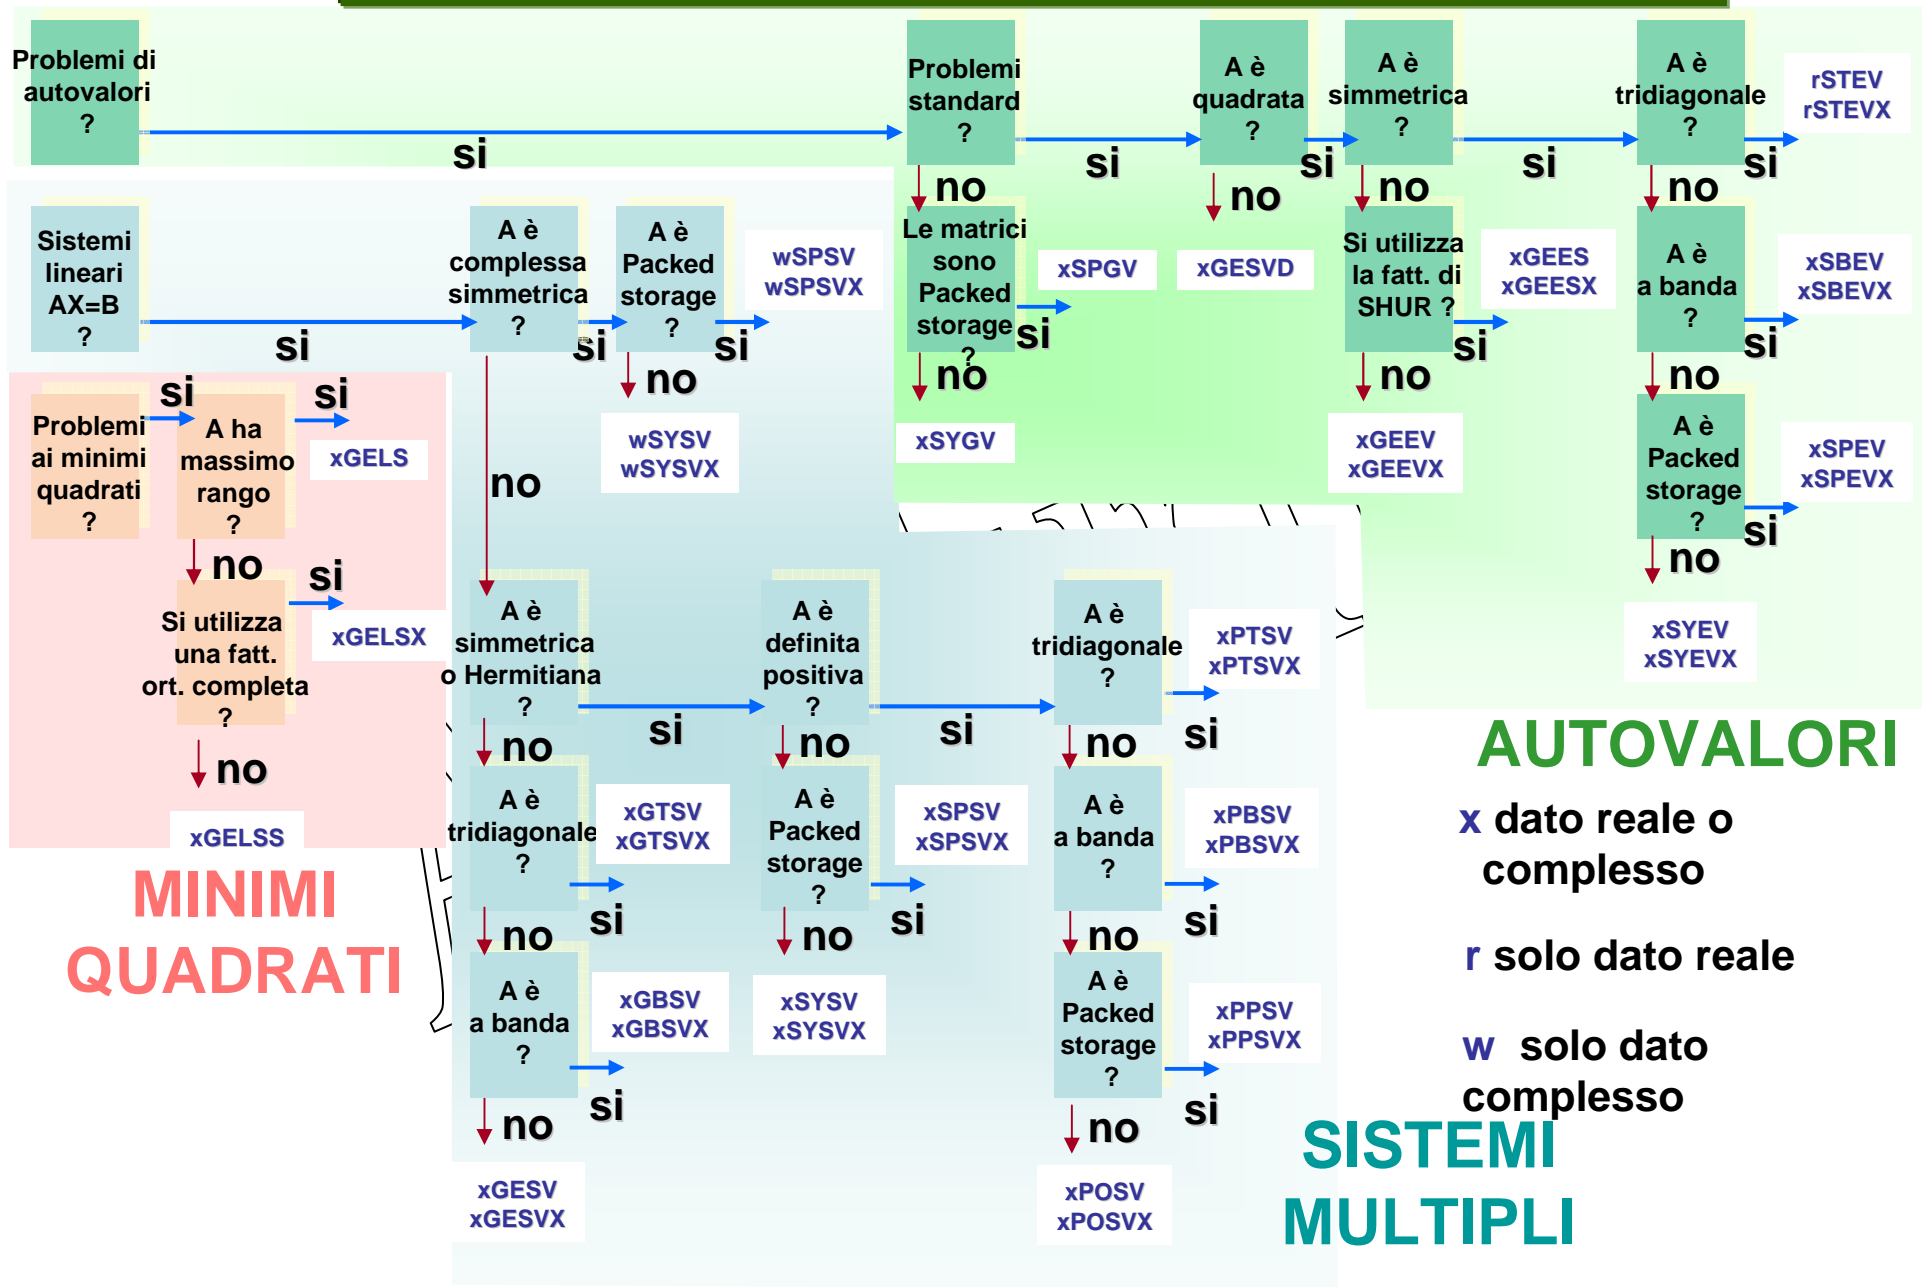 Problemi di
autovalori
?
si
Problemi
standard
?
si
A è
quadrata
?
si
A è
simmetrica
?
si
A è
tridiagonale
?
si
rSTEV
rSTEVX
no
Le matrici
sono
Packed
storage
?
si
xSPGV
no
xSYGV
no
xGESVD
no
Si utilizza
la fatt. di
SHUR ?
si
xGEES
xGEESX
no
xGEEV
xGEEVX
no
A è
a banda
?
si
xSBEV
xSBEVX
no
A è
Packed
storage
?
si
xSPEV
xSPEVX
no
xSYEV
xSYEVX
AUTOVALORI
Sistemi
lineari
AX=B
?
si
A è
complessa
simmetrica
?
si
A è
Packed
storage
?
si
wSPSV
wSPSVX
no
wSYSV
wSYSVX
no
Problemi
ai minimi
quadrati
?
si
A ha
massimo
rango
?
si
xGELS
no
Si utilizza
una fatt.
ort. completa
?
si
xGELSX
no
xGELSS
MINIMI
QUADRATI
A è
simmetrica
o Hermitiana
?
si
A è
definita
positiva
?
si
A è
tridiagonale
?
si
xPTSV
xPTSVX
no
A è
tridiagonale
?
si
xGTSV
xGTSVX
no
A è
Packed
storage
?
si
xSPSV
xSPSVX
no
A è
a banda
?
si
xPBSV
xPBSVX
no
A è
a banda
?
si
xGBSV
xGBSVX
no
xSYSV
xSYSVX
no
A è
Packed
storage
?
si
xPPSV
xPPSVX
no
xGESV
xGESVX
no
xPOSV
xPOSVX
SISTEMI
MULTIPLI
x dato reale o
complesso
r solo dato reale
w solo dato
complesso